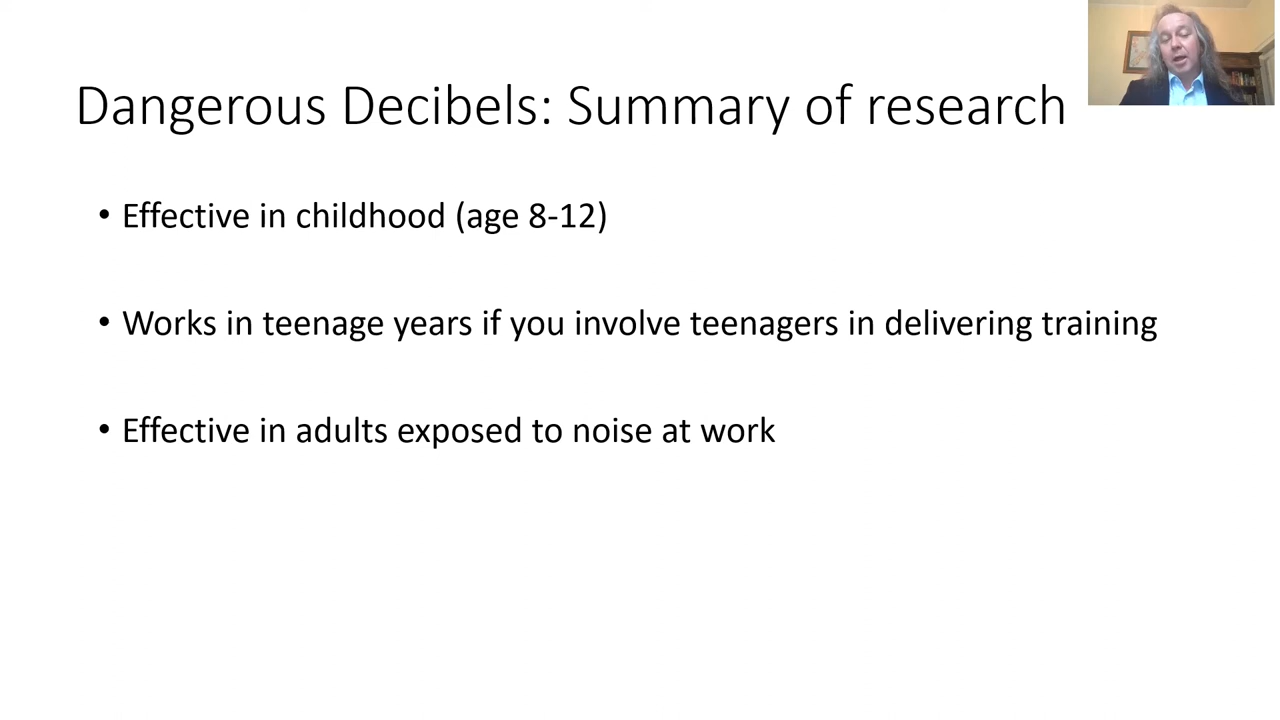 Dangerous Decibels: Summary of research
• Effective in childhood (age 8-12)
• Works in teenage years if you involve teenagers in delivering training
• Effective in adults exposed to noise at work